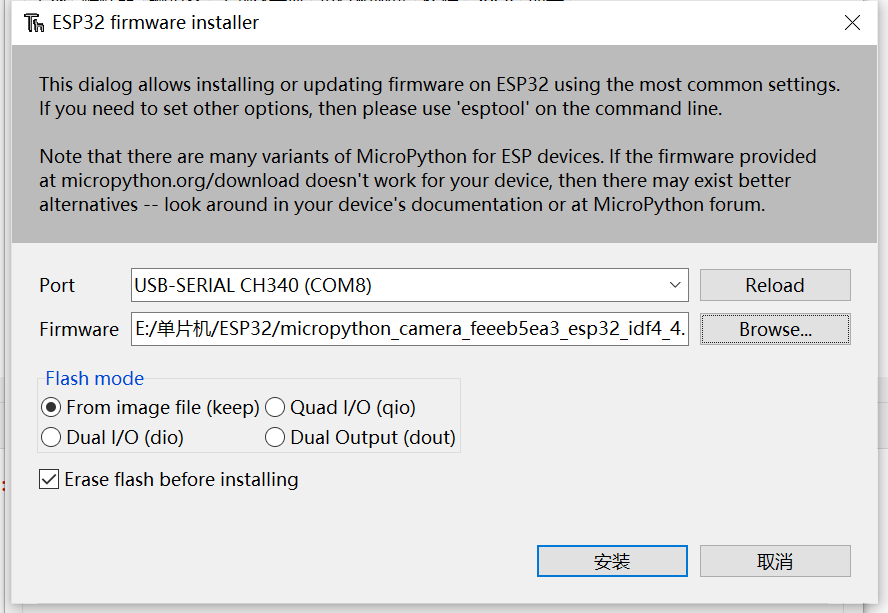 ESP32 firmware installer
This dialog allows installing or updating firmware on ESP32 using the most common settings.
If you need to set other options, then please use 'esptool' on the command line.
Note that there are many variants of MicroPython for ESP devices. If the firmware provided
at micropython.org/download doesn't work for your device, then there may exist better
alternatives -- look around in your device's documentation or at MicroPython forum.
Port USB-SERIAL CH340 (COM8) Reload
Firmware E:/单片机/ESP32/micropython_camera_feeeb5ea3_esp32_idf4_4. Browse...
Flash mode
From image file (keep) Quad I/O (qio)
Dual I/O (dio) Dual Output (dout)
Erase flash before installing
安装 取消